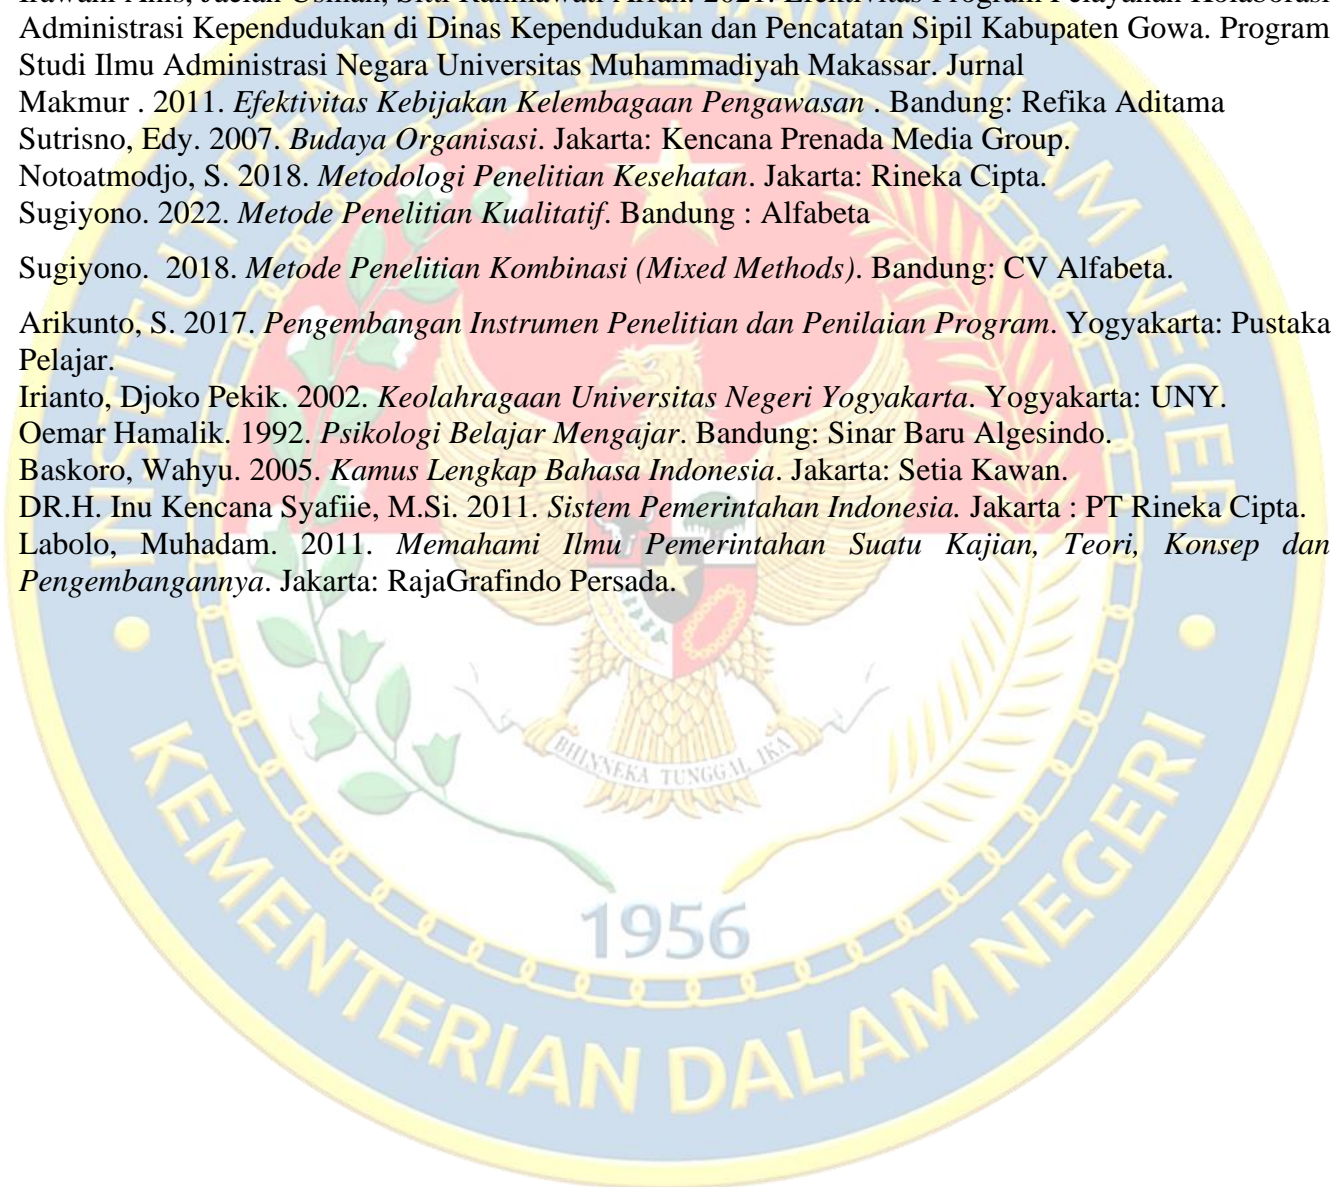 Administrasi Kependudukan di Dinas Kependudukan dan Pencatatan Sipil Kabupaten Gowa. Program
Studi Ilmu Administrasi Negara Universitas Muhammadiyah Makassar. Jurnal
Makmur . 2011. Efektivitas Kebijakan Kelembagaan Pengawasan . Bandung: Refika Aditama
Sutrisno, Edy. 2007. Budaya Organisasi. Jakarta: Kencana Prenada Media Group.
Notoatmodjo, S. 2018. Metodologi Penelitian Kesehatan. Jakarta: Rineka Cipta.
Sugiyono. 2022. Metode Penelitian Kualitatif. Bandung : Alfabeta
Sugiyono. 2018. Metode Penelitian Kombinasi (Mixed Methods). Bandung: CV Alfabeta.
Arikunto, S. 2017. Pengembangan Instrumen Penelitian dan Penilaian Program. Yogyakarta: Pustaka
Pelajar.
Irianto, Djoko Pekik. 2002. Keolahragaan Universitas Negeri Yogyakarta. Yogyakarta: UNY.
Oemar Hamalik. 1992. Psikologi Belajar Mengajar. Bandung: Sinar Baru Algesindo.
Baskoro, Wahyu. 2005. Kamus Lengkap Bahasa Indonesia. Jakarta: Setia Kawan.
DR.H. Inu Kencana Syafiie, M.Si. 2011. Sistem Pemerintahan Indonesia. Jakarta : PT Rineka Cipta.
Labolo, Muhadam. 2011. Memahami Ilmu Pemerintahan Suatu Kajian, Teori, Konsep dan
Pengembangannya. Jakarta: RajaGrafindo Persada.
INSTITUT PEMERINTAHAN DALAM NEGERI
BHINNEKA TUNGGAL IKA
1956
KEMENTERIAN DALAM NEGERI